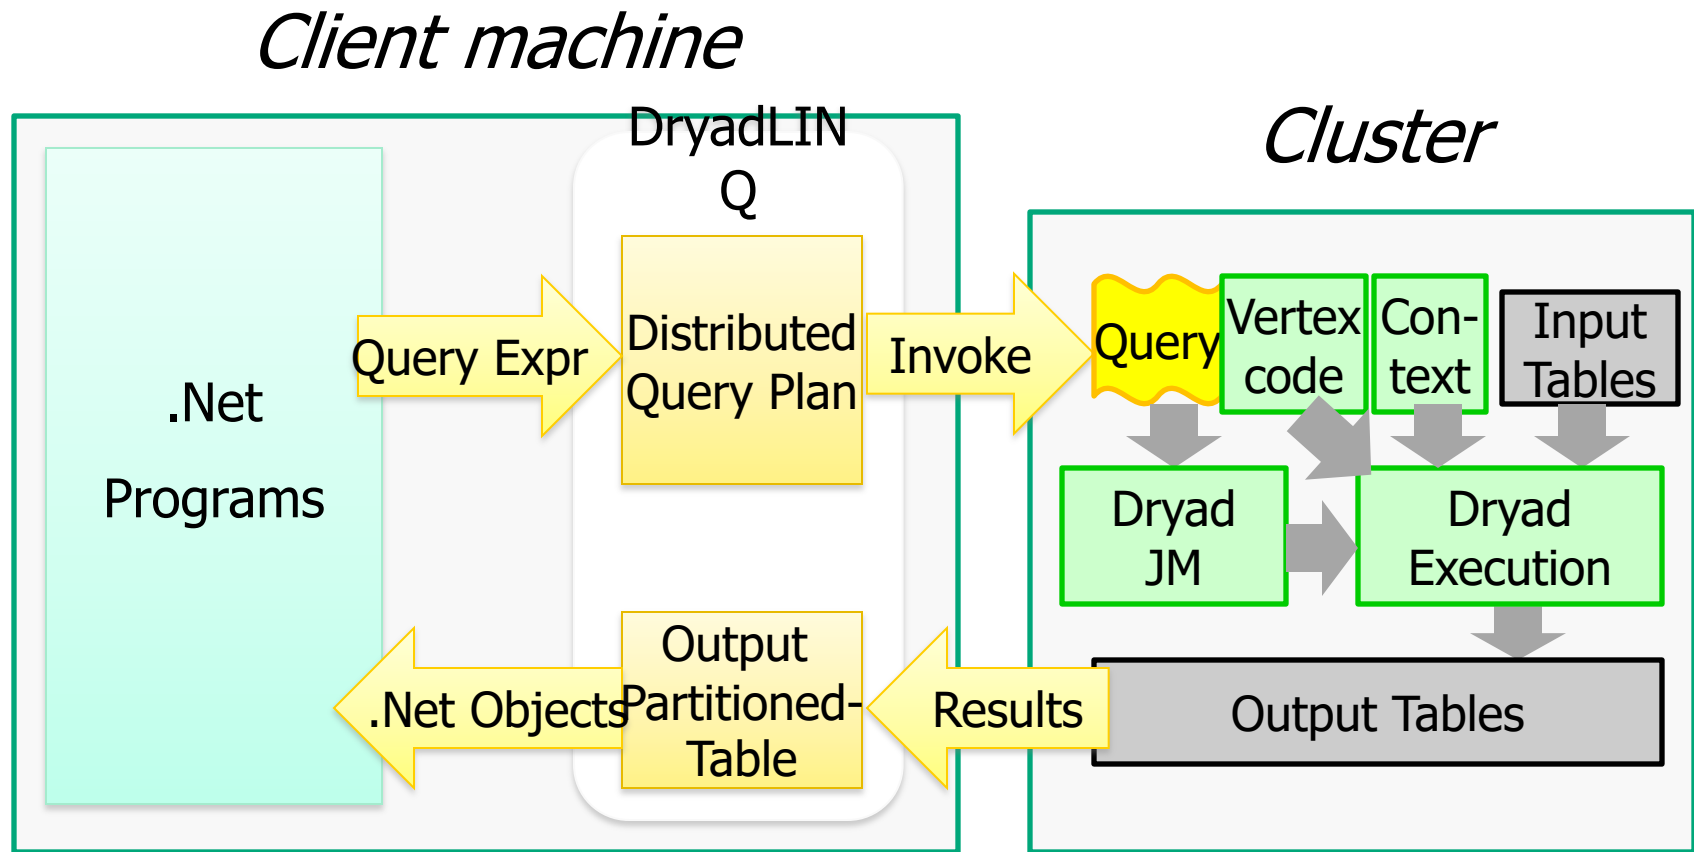 Client machine
DryadLIN
Q
Cluster
.Net
Programs
Query Expr
Distributed
Query Plan
Invoke
Query
Vertex
code
Con-
text
Input
Tables
Dryad
JM
Dryad
Execution
.Net Objects
Output
Partitioned-
Table
Results
Output Tables